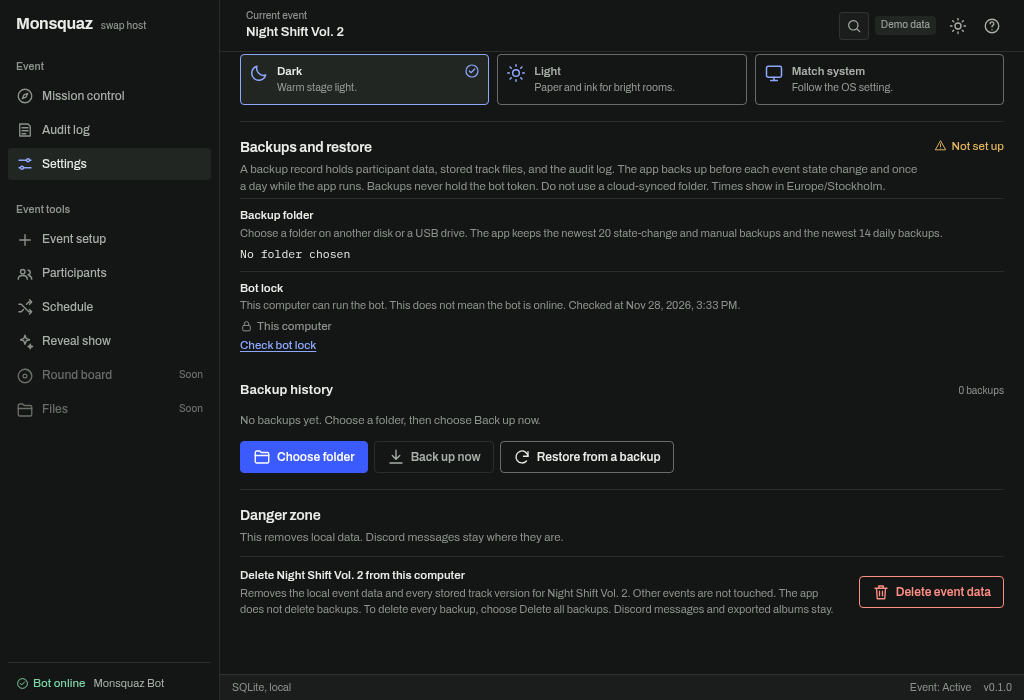 Monsquaz swap host
Event
Mission control
Audit log
Settings
Event tools
Event setup
Participants
Schedule
Reveal show
Round board Soon
Files Soon
Bot online Monsquaz Bot
Current event
Night Shift Vol. 2
Demo data
Dark
Warm stage light.
Light
Paper and ink for bright rooms.
Match system
Follow the OS setting.
Backups and restore
Not set up
A backup record holds participant data, stored track files, and the audit log. The app backs up before each event state change and once
a day while the app runs. Backups never hold the bot token. Do not use a cloud-synced folder. Times show in Europe/Stockholm.
Backup folder
Choose a folder on another disk or a USB drive. The app keeps the newest 20 state-change and manual backups and the newest 14 daily backups.
No folder chosen
Bot lock
This computer can run the bot. This does not mean the bot is online. Checked at Nov 28, 2026, 3:33 PM.
This computer
Check bot lock
Backup history
0 backups
No backups yet. Choose a folder, then choose Back up now.
Choose folder
Back up now
Restore from a backup
Danger zone
This removes local data. Discord messages stay where they are.
Delete Night Shift Vol. 2 from this computer
Removes the local event data and every stored track version for Night Shift Vol. 2. Other events are not touched. The app
does not delete backups. To delete every backup, choose Delete all backups. Discord messages and exported albums stay.
Delete event data
SQLite, local
Event: Active v0.1.0